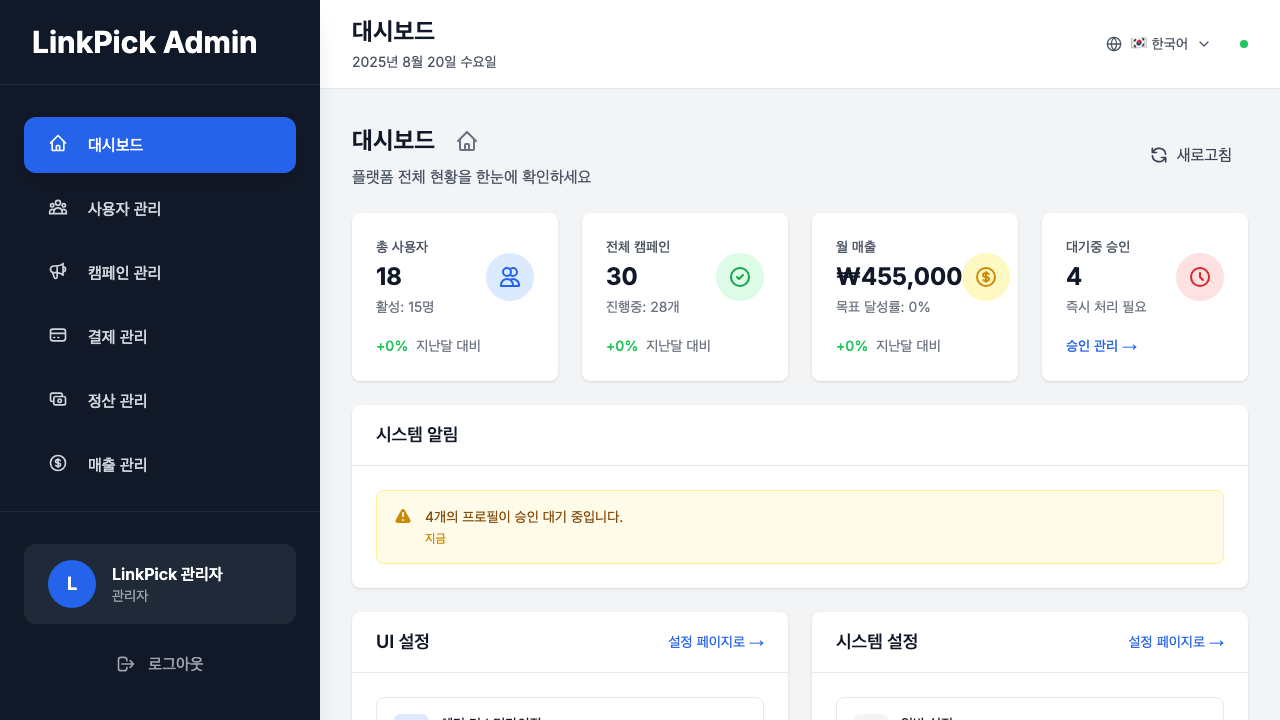 LinkPick Admin
대시보드
사용자 관리
캠페인 관리
결제 관리
정산 관리
매출 관리
L
LinkPick 관리자
관리자
로그아웃
대시보드
2025년 8월 20일 수요일
🇰🇷 한국어
대시보드
플랫폼 전체 현황을 한눈에 확인하세요
새로고침
총 사용자
18
활성: 15명
+0% 지난달 대비
전체 캠페인
30
진행중: 28개
+0% 지난달 대비
월 매출
₩455,000
목표 달성률: 0%
+0% 지난달 대비
대기중 승인
4
즉시 처리 필요
승인 관리 →
시스템 알림
4개의 프로필이 승인 대기 중입니다.
지금
UI 설정
설정 페이지로 →
시스템 설정
설정 페이지로 →